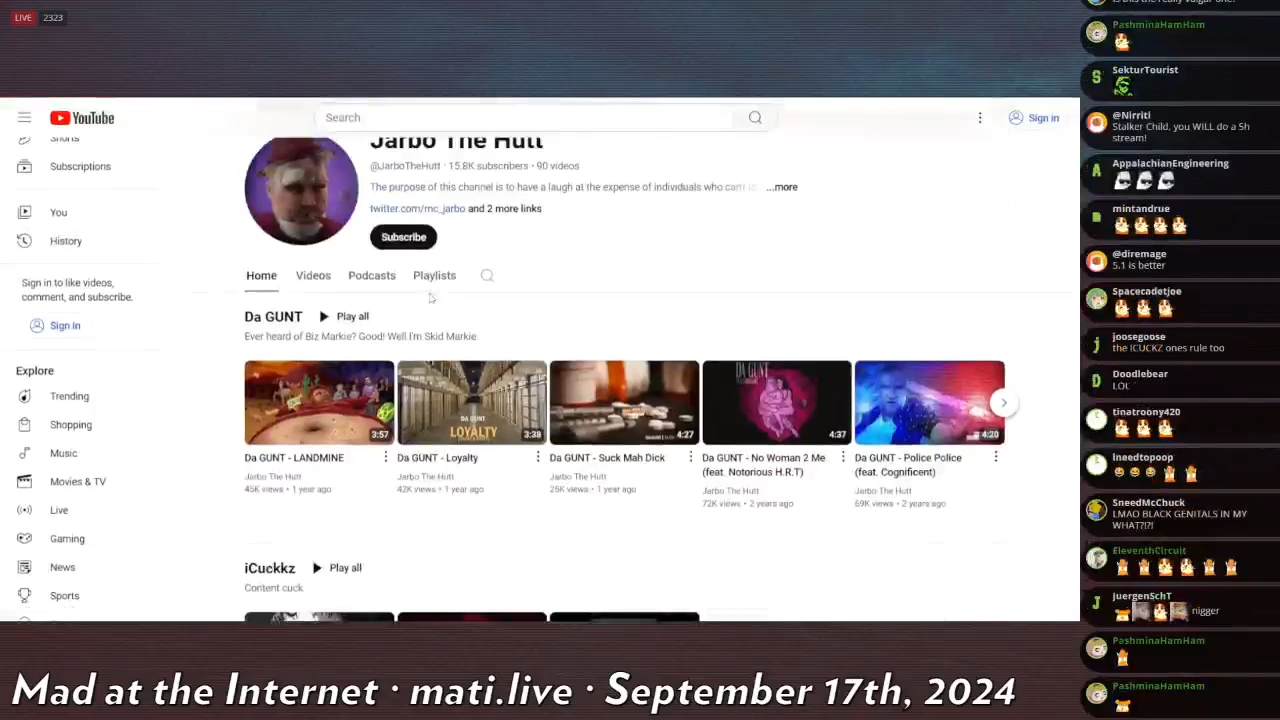 LIVE 2323
YouTube
Search
Sign in
Shorts
Subscriptions
You
History
Sign in to like videos,
comment, and subscribe.
Sign in
Explore
Trending
Shopping
Music
Movies & TV
Live
Gaming
News
Sports
Jarbo The Hutt
@JarboTheHutt · 15.8K subscribers · 90 videos
The purpose of this channel is to have a laugh at the expense of individuals who can't ...more
twitter.com/mc_jarbo and 2 more links
Subscribe
Home Videos Podcasts Playlists
Da GUNT Play all
Ever heard of Biz Markie? Good! Well I'm Skid Markie.
3:57
DA GUNT
LOYALTY
3:38
4:27
DA GUNT
4:37
4:20
Da GUNT - LANDMINE
Jarbo The Hutt
45K views • 1 year ago
Da GUNT - Loyalty
Jarbo The Hutt
42K views • 1 year ago
Da GUNT - Suck Mah Dick
Jarbo The Hutt
25K views • 1 year ago
Da GUNT - No Woman 2 Me
(feat. Notorious H.R.T)
Jarbo The Hutt
72K views • 2 years ago
Da GUNT - Police Police
(feat. Cognificent)
Jarbo The Hutt
69K views • 2 years ago
iCuckkz Play all
Content cuck
PashminaHamHam
S SekturTourist
@Nirriti
Stalker Child, you WILL do a 5h
stream!
A AppalachianEngineering
mintandrue
@diremage
5.1 is better
Spacecadetjoe
j joosegoose
the ICUCKZ ones rule too
D Doodlebear
LOL
tinatroony420
Ineedtopoop
SneedMcChuck
LMAO BLACK GENITALS IN MY
WHAT?!?!
EleventhCircuit
J JuergenSchT
nigger
PashminaHamHam
PashminaHamHam
Mad at the Internet · mati.live · September 17th, 2024